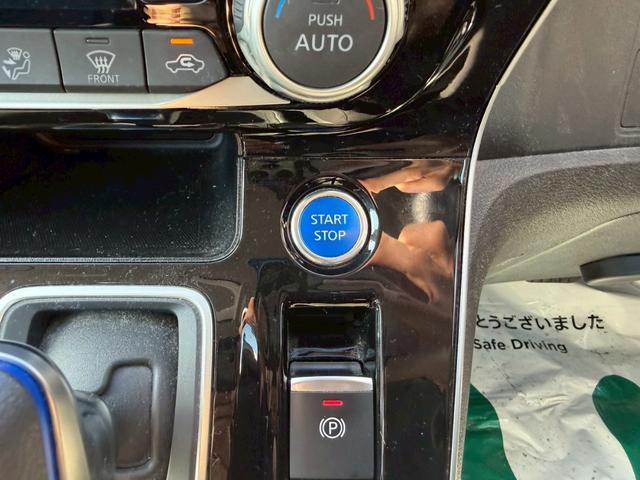 PUSH
AUTO
FRONT
START
STOP
P
とうございました
Safe Driving